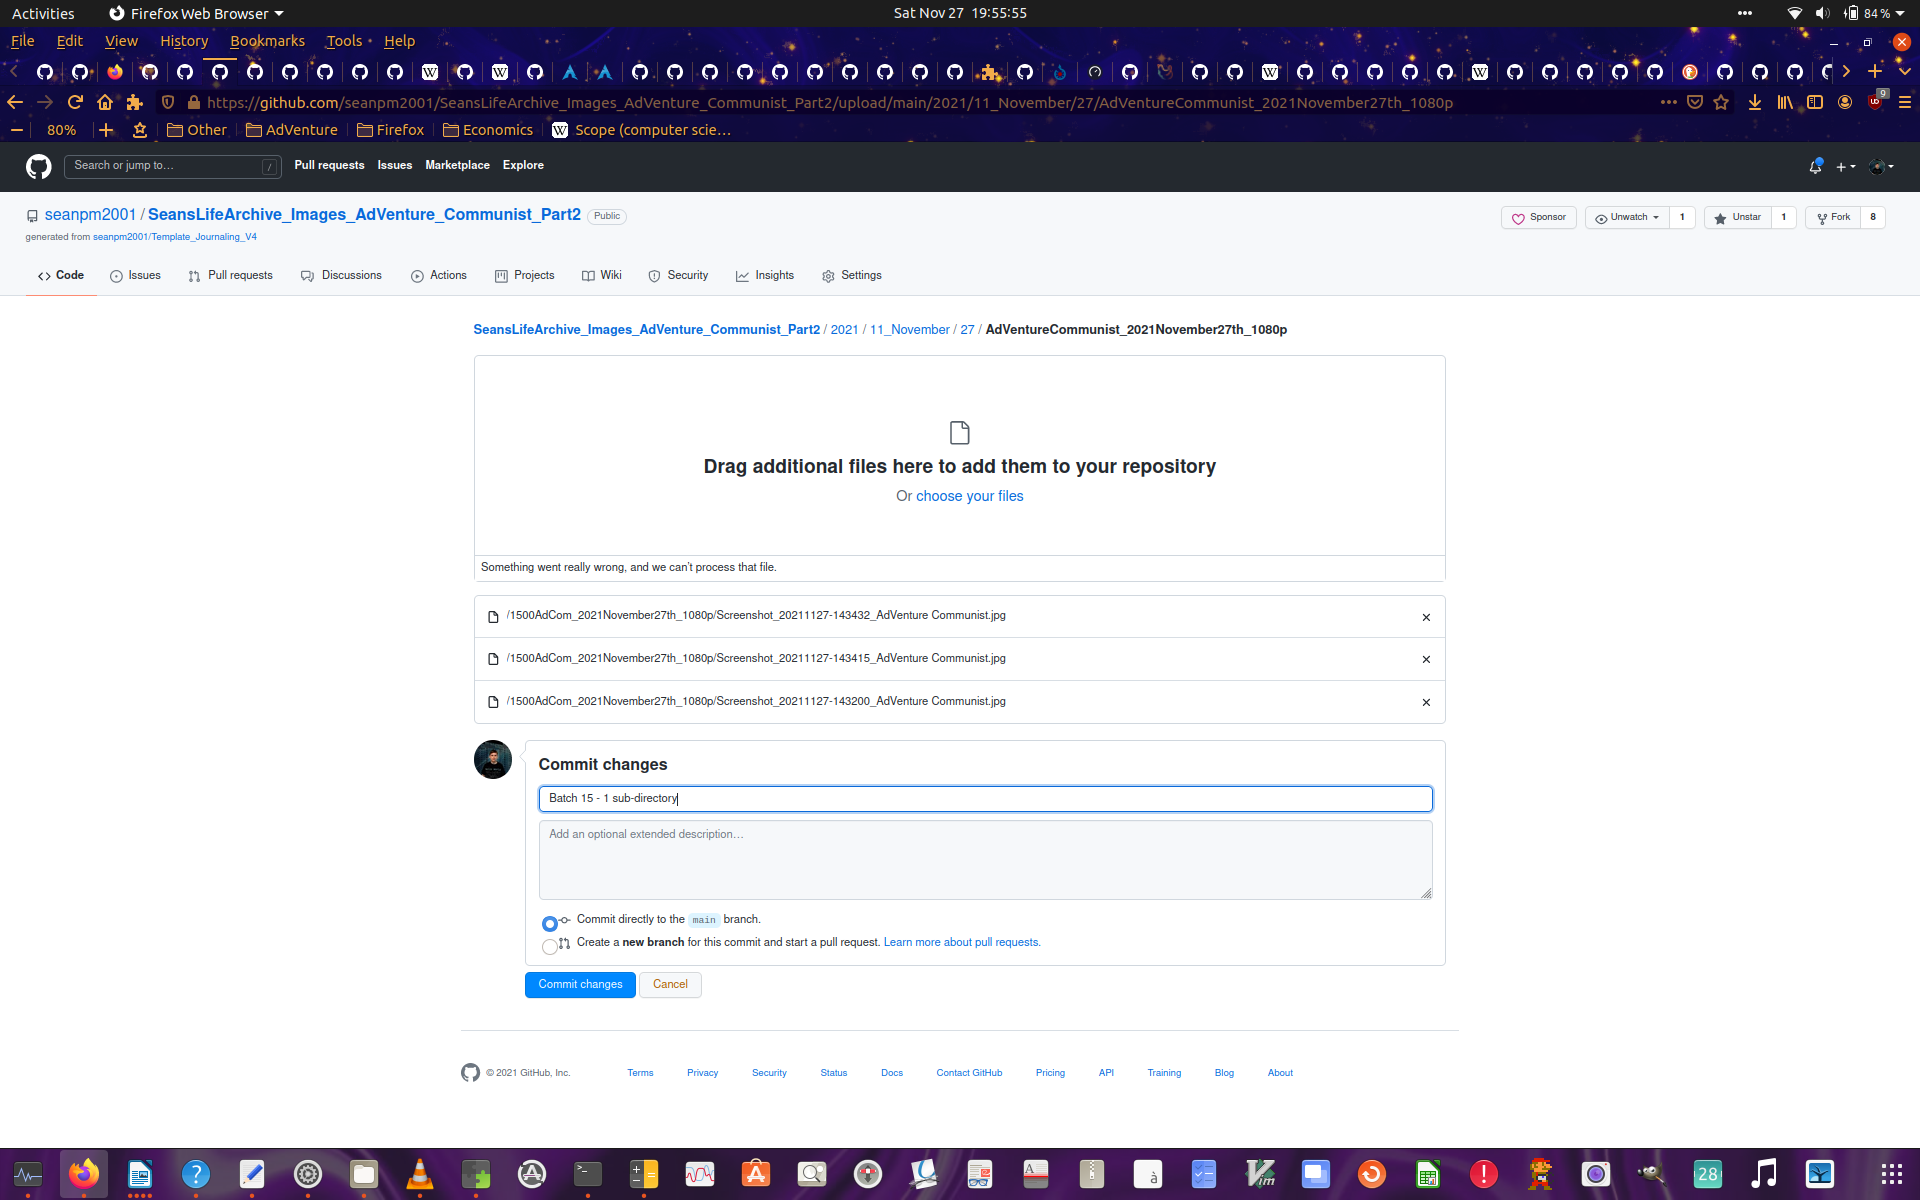 Activities
Firefox Web Browser
Sat Nov 27 19:55:55
84 %
File Edit View History Bookmarks Tools Help
https://github.com/seanpm2001/SeansLifeArchive_Images_AdVenture_Communist_Part2/upload/main/2021/11_November/27/AdVentureCommunist_2021November27th_1080p
9
80%
Other
AdVenture
Firefox
Economics
W Scope (computer scie…
Search or jump to…
/
Pull requests Issues Marketplace Explore
seanpm2001 / SeansLifeArchive_Images_AdVenture_Communist_Part2 Public
Sponsor
Unwatch 1
Unstar 1
Fork 8
generated from seanpm2001/Template_Journaling_V4
Code Issues Pull requests Discussions Actions Projects Wiki Security Insights Settings
SeansLifeArchive_Images_AdVenture_Communist_Part2 / 2021 / 11_November / 27 / AdVentureCommunist_2021November27th_1080p
Drag additional files here to add them to your repository
Or choose your files
Something went really wrong, and we can't process that file.
/1500AdCom_2021November27th_1080p/Screenshot_20211127-143432_AdVenture Communist.jpg
/1500AdCom_2021November27th_1080p/Screenshot_20211127-143415_AdVenture Communist.jpg
/1500AdCom_2021November27th_1080p/Screenshot_20211127-143200_AdVenture Communist.jpg
Commit changes
Batch 15 - 1 sub-directory
Add an optional extended description…
Commit directly to the main branch.
Create a new branch for this commit and start a pull request. Learn more about pull requests.
Commit changes
Cancel
© 2021 GitHub, Inc.
Terms Privacy Security Status Docs Contact GitHub Pricing API Training Blog About
28